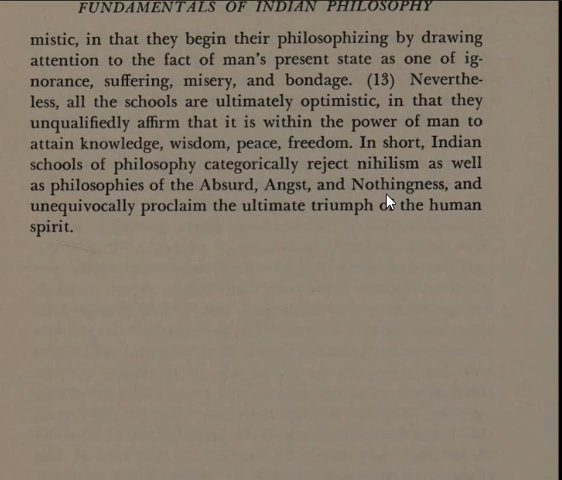 FUNDAMENTALS OF INDIAN PHILOSOPHY
mistic, in that they begin their philosophizing by drawing
attention to the fact of man's present state as one of ig-
norance, suffering, misery, and bondage. (13) Neverthe-
less, all the schools are ultimately optimistic, in that they
unqualifiedly affirm that it is within the power of man to
attain knowledge, wisdom, peace, freedom. In short, Indian
schools of philosophy categorically reject nihilism as well
as philosophies of the Absurd, Angst, and Nothingness, and
unequivocally proclaim the ultimate triumph of the human
spirit.